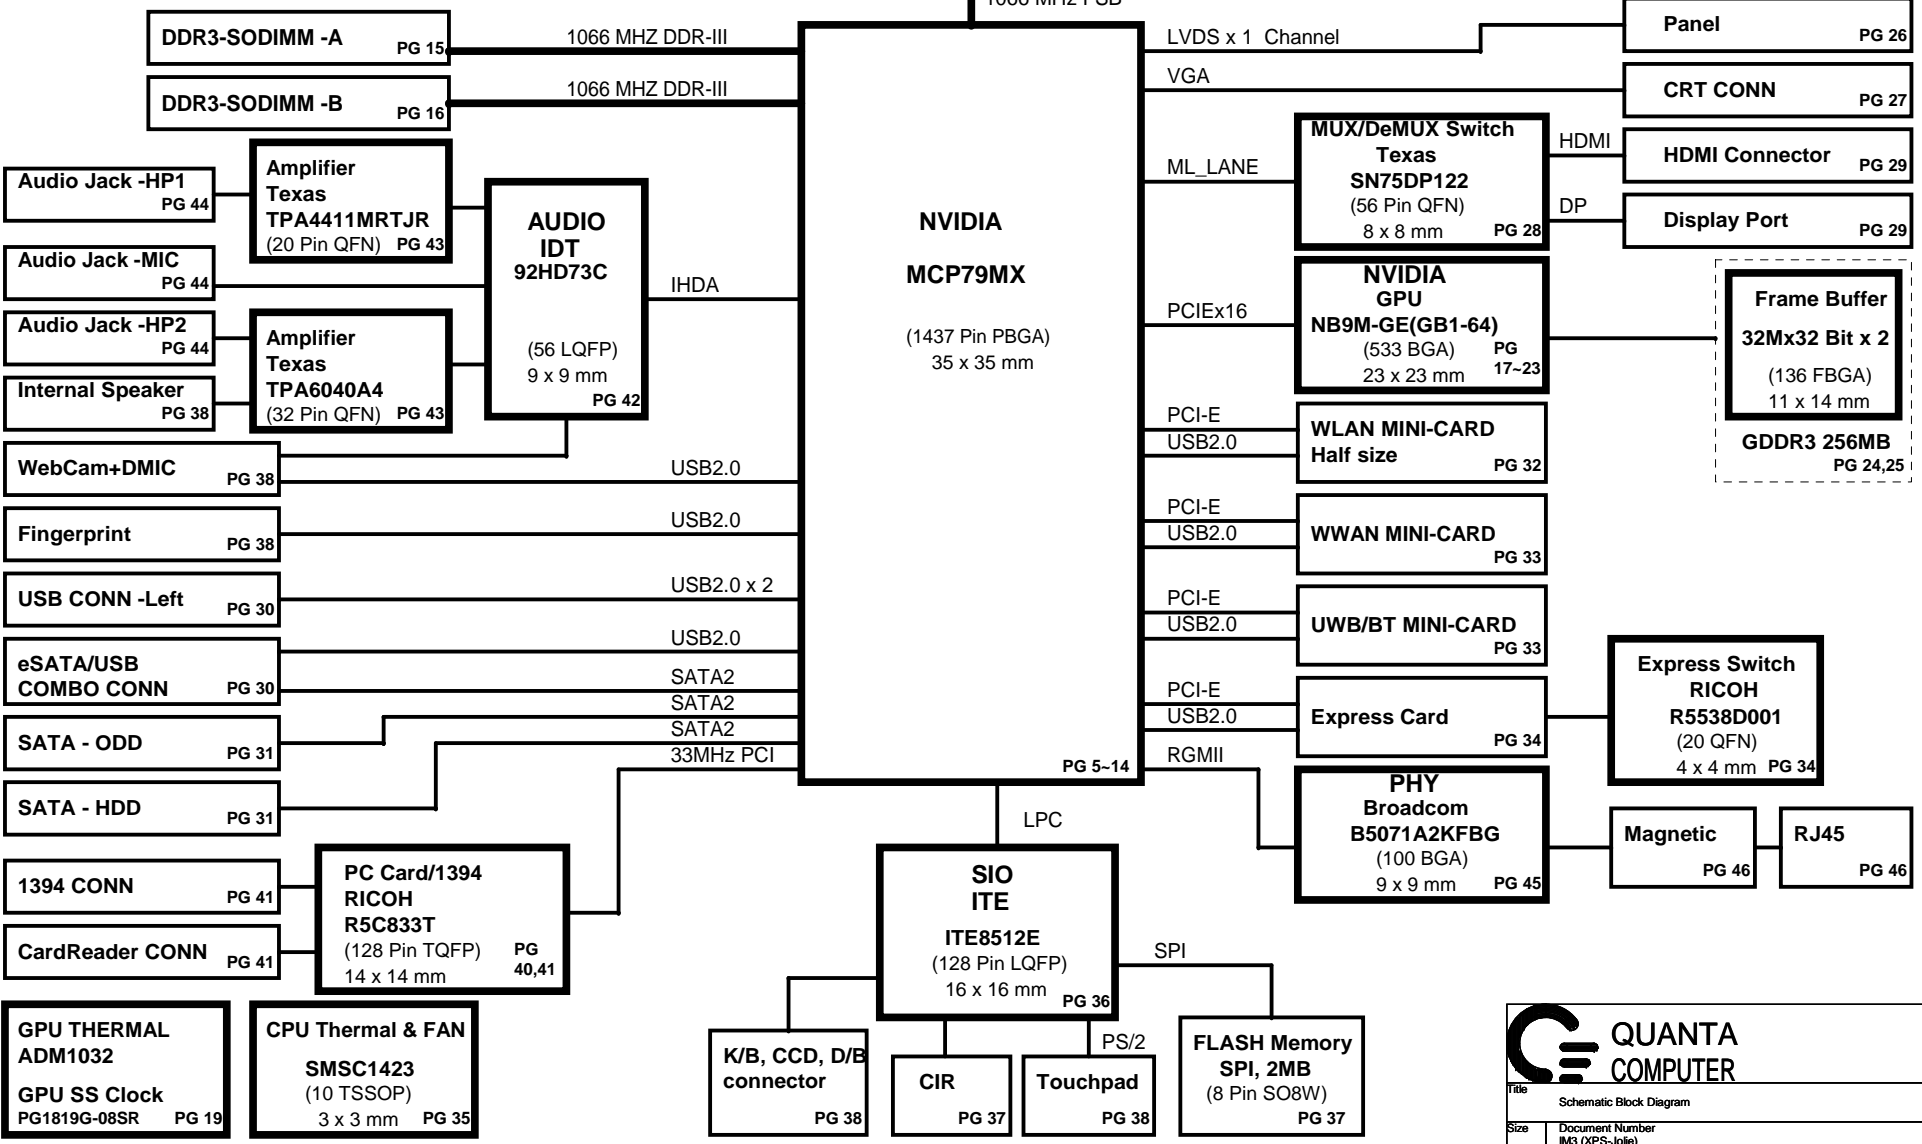 1066 MHz FSB
DDR3-SODIMM -A
PG 15
1066 MHZ DDR-III
DDR3-SODIMM -B
PG 16
1066 MHZ DDR-III
Audio Jack -HP1
PG 44
Amplifier
Texas
TPA4411MRTJR
(20 Pin QFN) PG 43
Audio Jack -MIC
PG 44
Audio Jack -HP2
PG 44
Internal Speaker
PG 38
Amplifier
Texas
TPA6040A4
(32 Pin QFN) PG 43
AUDIO
IDT
92HD73C
(56 LQFP)
9 x 9 mm
PG 42
IHDA
WebCam+DMIC
PG 38
USB2.0
Fingerprint
PG 38
USB2.0
USB CONN -Left
PG 30
USB2.0 x 2
eSATA/USB
COMBO CONN
PG 30
USB2.0
SATA2
SATA2
SATA2
33MHz PCI
SATA - ODD
PG 31
SATA - HDD
PG 31
1394 CONN
PG 41
CardReader CONN
PG 41
PC Card/1394
RICOH
R5C833T
(128 Pin TQFP)
14 x 14 mm
PG
40,41
GPU THERMAL
ADM1032
GPU SS Clock
PG1819G-08SR PG 19
CPU Thermal & FAN
SMSC1423
(10 TSSOP)
3 x 3 mm PG 35
NVIDIA
MCP79MX
(1437 Pin PBGA)
35 x 35 mm
PG 5~14
LPC
SIO
ITE
ITE8512E
(128 Pin LQFP)
16 x 16 mm
PG 36
SPI
PS/2
K/B, CCD, D/B
connector
PG 38
CIR
PG 37
Touchpad
PG 38
FLASH Memory
SPI, 2MB
(8 Pin SO8W)
PG 37
LVDS x 1 Channel
Panel
PG 26
VGA
CRT CONN
PG 27
ML_LANE
MUX/DeMUX Switch
Texas
SN75DP122
(56 Pin QFN)
8 x 8 mm
PG 28
HDMI
HDMI Connector
PG 29
DP
Display Port
PG 29
PCIEx16
NVIDIA
GPU
NB9M-GE(GB1-64)
(533 BGA)
23 x 23 mm
PG
17~23
Frame Buffer
32Mx32 Bit x 2
(136 FBGA)
11 x 14 mm
GDDR3 256MB
PG 24,25
PCI-E
USB2.0
WLAN MINI-CARD
Half size
PG 32
PCI-E
USB2.0
WWAN MINI-CARD
PG 33
PCI-E
USB2.0
UWB/BT MINI-CARD
PG 33
PCI-E
USB2.0
Express Card
PG 34
Express Switch
RICOH
R5538D001
(20 QFN)
4 x 4 mm PG 34
RGMII
PHY
Broadcom
B5071A2KFBG
(100 BGA)
9 x 9 mm
PG 45
Magnetic
PG 46
RJ45
PG 46
QUANTA
COMPUTER
Title
Schematic Block Diagram
Size
Document Number
IM3 (XPS-Jolie)